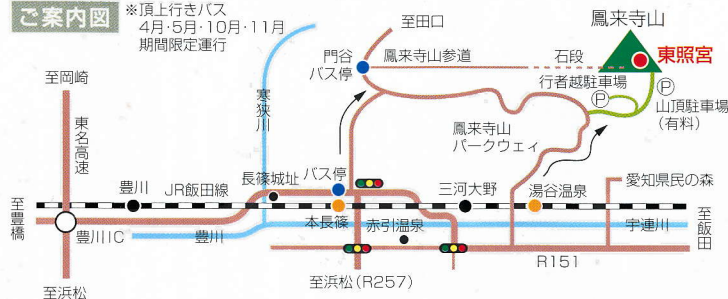 ご案内図
※頂上行きバス
4月・5月・10月・11月
期間限定運行
至田口
鳳来寺山
門谷
バス停
鳳来寺山参道
石段
東照宮
行者越駐車場
P
P
山頂駐車場
(有料)
至岡崎
東名高速
寒狭川
鳳来寺山
パークウェイ
豊川
JR飯田線
長篠城址
バス停
三河大野
湯谷温泉
愛知県民の森
至豊橋
豊川IC
豊川
本長篠
赤引温泉
宇連川
至飯田
R151
至浜松
至浜松(R257)